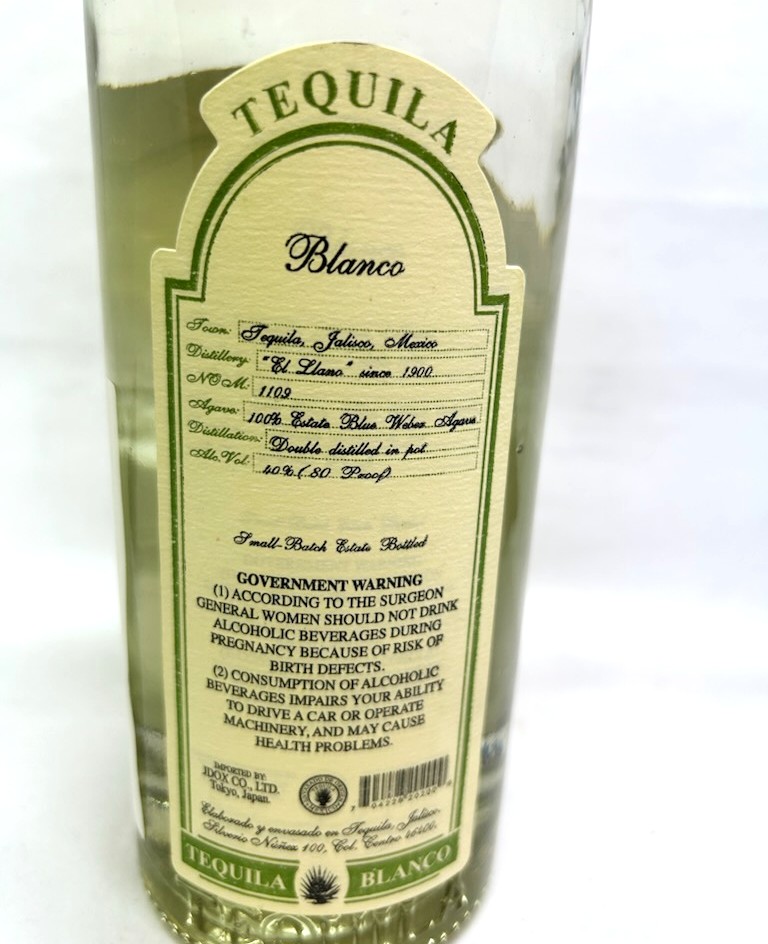 TEQUILA
Blanco
Town: Tequila, Jalisco, Mexico
Distillery: "El Llano" since 1900
NOM: 1109
Agave: 100% Estate Blue Weber Agave
Distillation: Double distilled in pot
Alc.Vol: 40% (80 Proof)
Small-Batch Estate Bottled
GOVERNMENT WARNING
(1) ACCORDING TO THE SURGEON
GENERAL WOMEN SHOULD NOT DRINK
ALCOHOLIC BEVERAGES DURING
PREGNANCY BECAUSE OF RISK OF
BIRTH DEFECTS.
(2) CONSUMPTION OF ALCOHOLIC
BEVERAGES IMPAIRS YOUR ABILITY
TO DRIVE A CAR OR OPERATE
MACHINERY, AND MAY CAUSE
HEALTH PROBLEMS.
IMPORTED BY:
JDOX CO., LTD.
Tokyo, Japan.
Elaborado y envasado en Tequila, Jalisco,
Silverio Núñez 100, Col. Centro 46400,
TEQUILA BLANCO